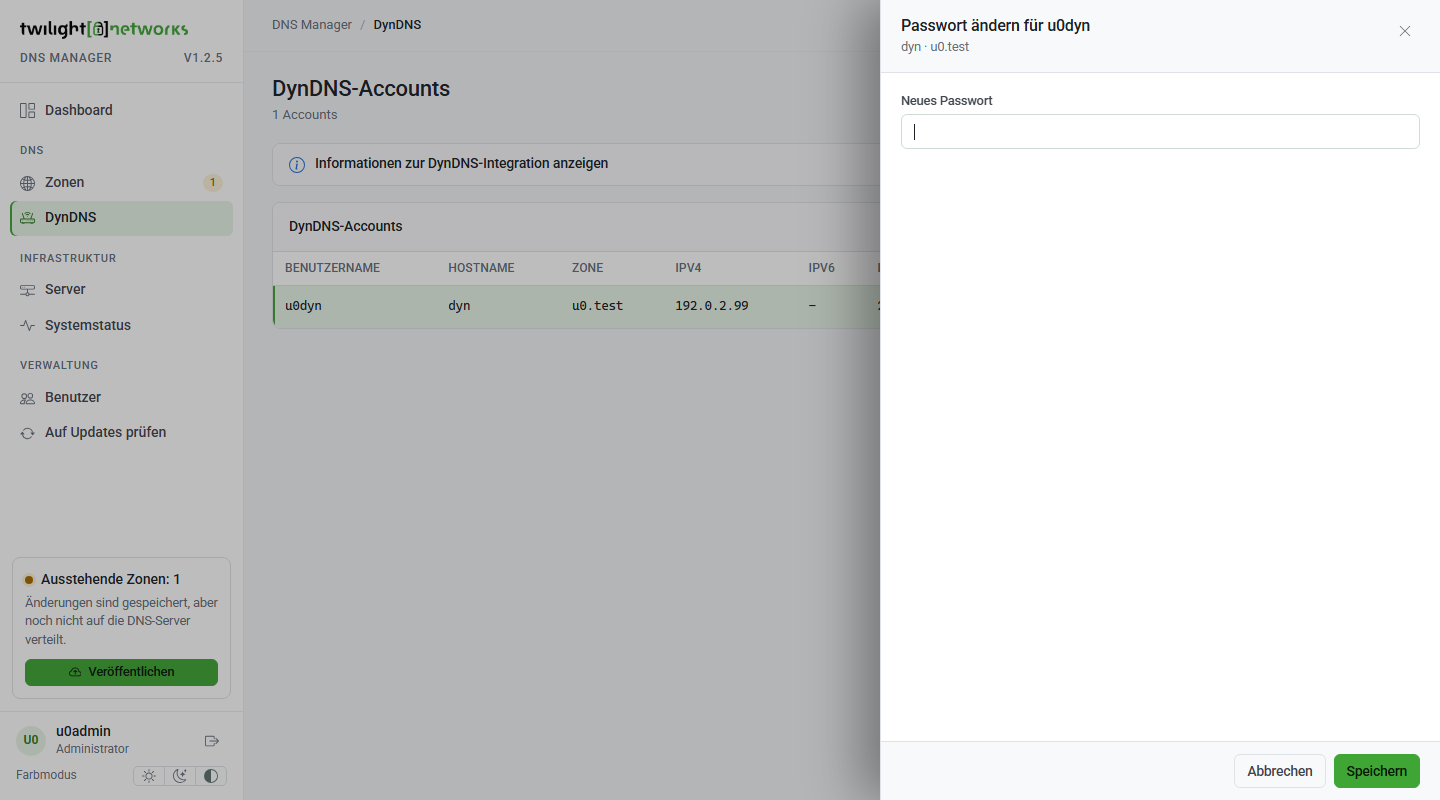 twilight[]networks
DNS MANAGER V1.2.5
Dashboard
DNS
Zonen 1
DynDNS
INFRASTRUKTUR
Server
Systemstatus
VERWALTUNG
Benutzer
Auf Updates prüfen
Ausstehende Zonen: 1
Änderungen sind gespeichert, aber
noch nicht auf die DNS-Server
verteilt.
Veröffentlichen
U0 u0admin
Administrator
Farbmodus
DNS Manager / DynDNS
DynDNS-Accounts
1 Accounts
Informationen zur DynDNS-Integration anzeigen
DynDNS-Accounts
BENUTZERNAME HOSTNAME ZONE IPV4 IPV6
u0dyn dyn u0.test 192.0.2.99 –
Passwort ändern für u0dyn
dyn · u0.test
Neues Passwort
Abbrechen Speichern